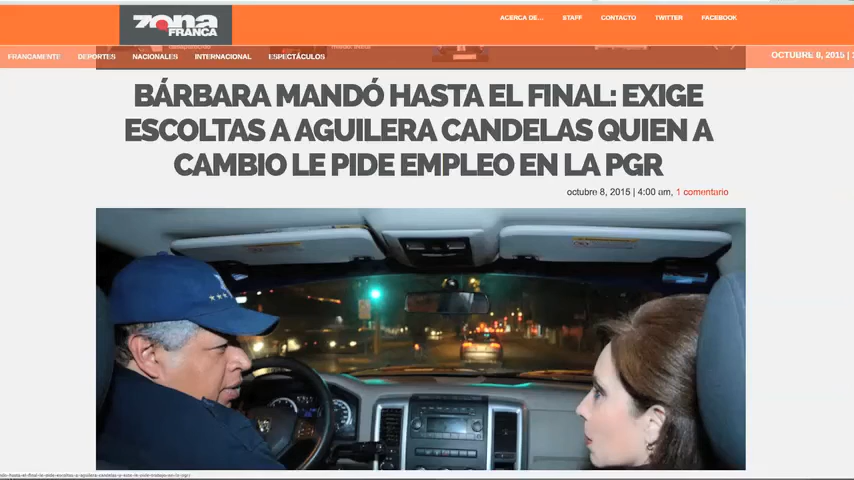 zona
FRANCA
ACERCA DE...
STAFF
CONTACTO
TWITTER
FACEBOOK
FRANCAMENTE
DEPORTES
NACIONALES
INTERNACIONAL
ESPECTÁCULOS
OCTUBRE 8, 2015 |
BÁRBARA MANDÓ HASTA EL FINAL: EXIGE
ESCOLTAS A AGUILERA CANDELAS QUIEN A
CAMBIO LE PIDE EMPLEO EN LA PGR
octubre 8, 2015 | 4:00 am, 1 comentario